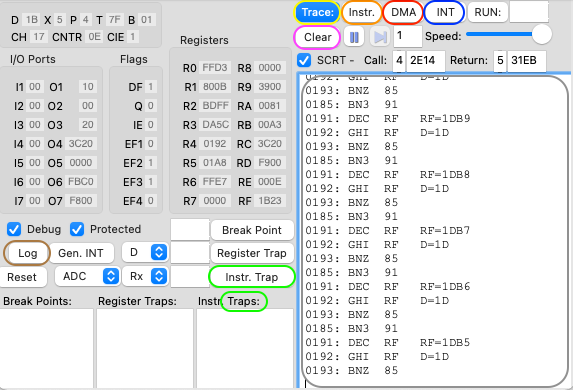 D 1B X 5 P 4 T 7F B 01
CH 17 CNTR 0E CIE 1
I/O Ports Flags Registers
R0 FFD3 R8 0000
I1 00 O1 10 DF 1 R1 800B R9 3900
I2 00 O2 00 Q 0 R2 BDFF RA 0081
I3 00 O3 20 IE 0 R3 DA5C RB 00A3
I4 00 O4 3C20 EF1 0 R4 0192 RC 3C20
I5 00 O5 0000 EF2 1 R5 01A8 RD F900
I6 00 O6 FBC0 EF3 1 R6 FFE7 RE 000E
I7 00 O7 F800 EF4 0 R7 0000 RF 1B23
Debug Protected Break Point
Log Gen. INT D Register Trap
Reset ADC Rx Instr. Trap
Break Points: Register Traps: Instr. Traps:
Trace: Instr. DMA INT RUN:
Clear 1 Speed:
SCRT - Call: 4 2E14 Return: 5 31EB
0192: GHI RF D=1D
0193: BNZ 85
0185: BN3 91
0191: DEC RF RF=1DB9
0192: GHI RF D=1D
0193: BNZ 85
0185: BN3 91
0191: DEC RF RF=1DB8
0192: GHI RF D=1D
0193: BNZ 85
0185: BN3 91
0191: DEC RF RF=1DB7
0192: GHI RF D=1D
0193: BNZ 85
0185: BN3 91
0191: DEC RF RF=1DB6
0192: GHI RF D=1D
0193: BNZ 85
0185: BN3 91
0191: DEC RF RF=1DB5
0192: GHI RF D=1D
0193: BNZ 85